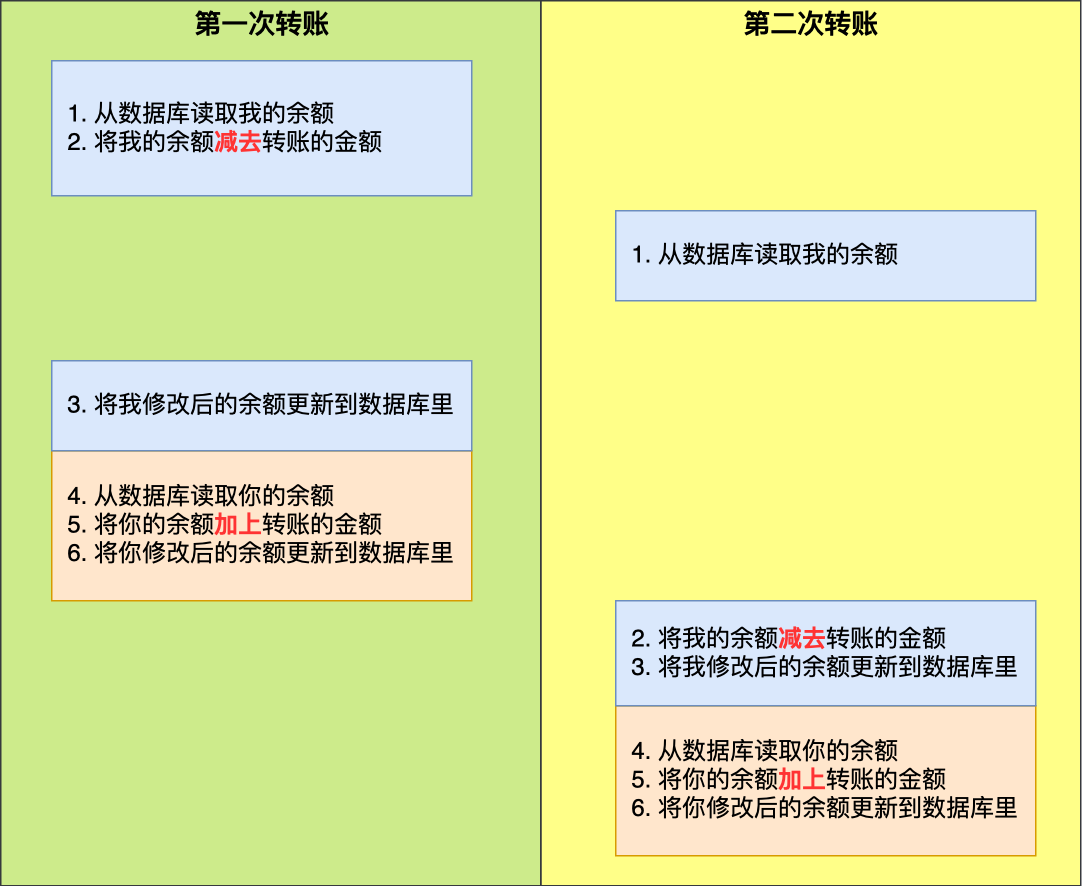 第一次转账
1. 从数据库读取我的余额
2. 将我的余额减去转账的金额
3. 将我修改后的余额更新到数据库里
4. 从数据库读取你的余额
5. 将你的余额加上转账的金额
6. 将你修改后的余额更新到数据库里
第二次转账
1. 从数据库读取我的余额
2. 将我的余额减去转账的金额
3. 将我修改后的余额更新到数据库里
4. 从数据库读取你的余额
5. 将你的余额加上转账的金额
6. 将你修改后的余额更新到数据库里